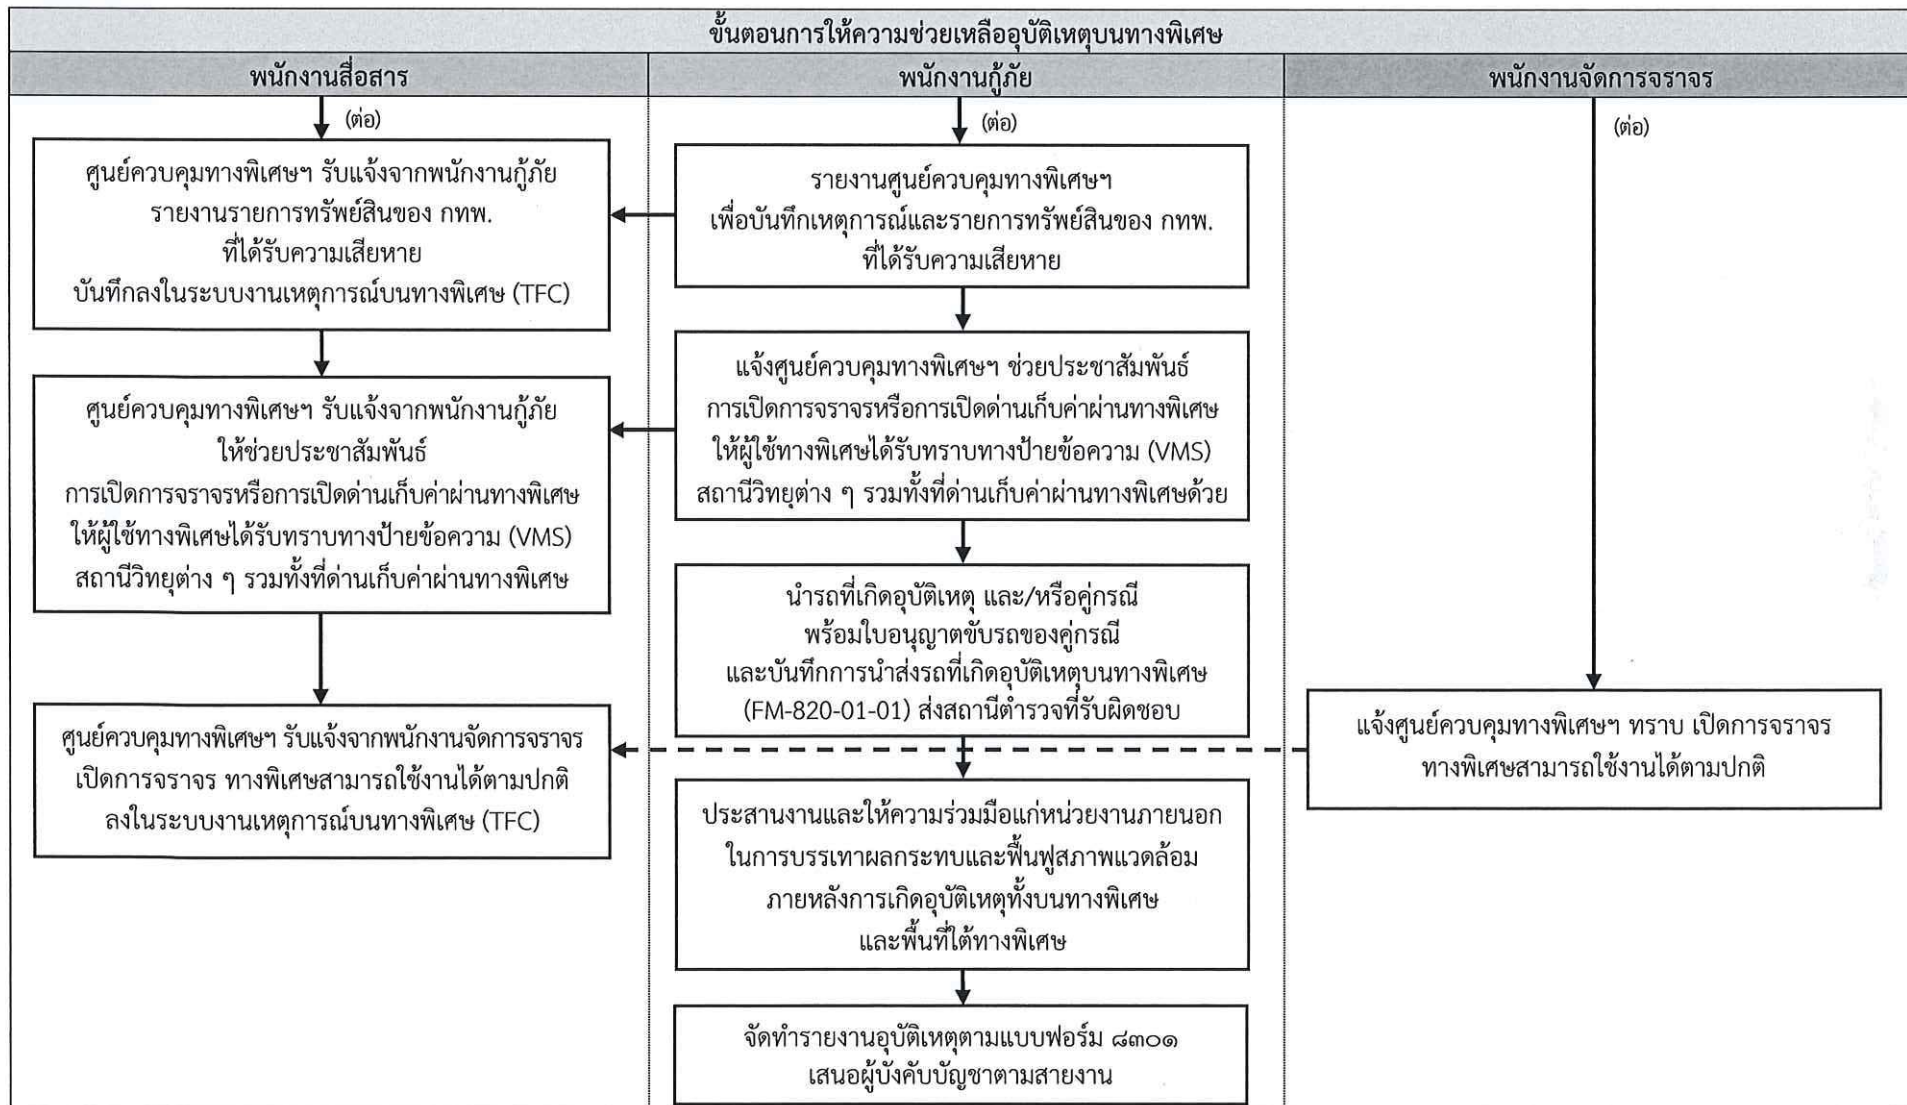 ขั้นตอนการให้ความช่วยเหลืออุบัติเหตุบนทางพิเศษ
พนักงานสื่อสาร
พนักงานกู้ภัย
พนักงานจัดการจราจร
(ต่อ)
(ต่อ)
(ต่อ)
ศูนย์ควบคุมทางพิเศษฯ รับแจ้งจากพนักงานกู้ภัย
รายงานรายการทรัพย์สินของ กทพ.
ที่ได้รับความเสียหาย
บันทึกลงในระบบงานเหตุการณ์บนทางพิเศษ (TFC)
รายงานศูนย์ควบคุมทางพิเศษฯ
เพื่อบันทึกเหตุการณ์และรายการทรัพย์สินของ กทพ.
ที่ได้รับความเสียหาย
ศูนย์ควบคุมทางพิเศษฯ รับแจ้งจากพนักงานกู้ภัย
ให้ช่วยประชาสัมพันธ์
การเปิดการจราจรหรือการเปิดด่านเก็บค่าผ่านทางพิเศษ
ให้ผู้ใช้ทางพิเศษได้รับทราบทางป้ายข้อความ (VMS)
สถานีวิทยุต่าง ๆ รวมทั้งที่ด่านเก็บค่าผ่านทางพิเศษ
แจ้งศูนย์ควบคุมทางพิเศษฯ ช่วยประชาสัมพันธ์
การเปิดการจราจรหรือการเปิดด่านเก็บค่าผ่านทางพิเศษ
ให้ผู้ใช้ทางพิเศษได้รับทราบทางป้ายข้อความ (VMS)
สถานีวิทยุต่าง ๆ รวมทั้งที่ด่านเก็บค่าผ่านทางพิเศษด้วย
นำรถที่เกิดอุบัติเหตุ และ/หรือคู่กรณี
พร้อมใบอนุญาตขับรถของคู่กรณี
และบันทึกการนำส่งรถที่เกิดอุบัติเหตุบนทางพิเศษ
(FM-820-01-01) ส่งสถานีตำรวจที่รับผิดชอบ
ศูนย์ควบคุมทางพิเศษฯ รับแจ้งจากพนักงานจัดการจราจร
เปิดการจราจร ทางพิเศษสามารถใช้งานได้ตามปกติ
ลงในระบบงานเหตุการณ์บนทางพิเศษ (TFC)
แจ้งศูนย์ควบคุมทางพิเศษฯ ทราบ เปิดการจราจร
ทางพิเศษสามารถใช้งานได้ตามปกติ
ประสานงานและให้ความร่วมมือแก่หน่วยงานภายนอก
ในการบรรเทาผลกระทบและฟื้นฟูสภาพแวดล้อม
ภายหลังการเกิดอุบัติเหตุทั้งบนทางพิเศษ
และพื้นที่ใต้ทางพิเศษ
จัดทำรายงานอุบัติเหตุตามแบบฟอร์ม ๘๓๐๑
เสนอผู้บังคับบัญชาตามสายงาน